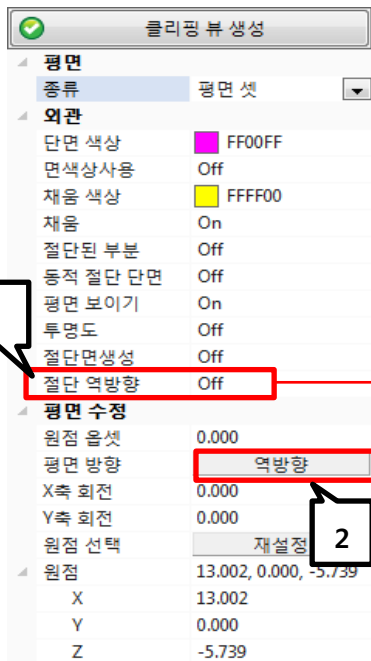 클리핑 뷰 생성
평면
종류 평면 셋
외관
단면 색상 FF00FF
면색상사용 Off
채움 색상 FFFF00
채움 On
절단된 부분 Off
동적 절단 단면 Off
평면 보이기 On
투명도 Off
절단면생성 Off
절단 역방향 Off
평면 수정
원점 옵셋 0.000
평면 방향 역방향
X축 회전 0.000
Y축 회전 0.000
원점 선택 재설정
2
원점 13.002, 0.000, -5.739
X 13.002
Y 0.000
Z -5.739